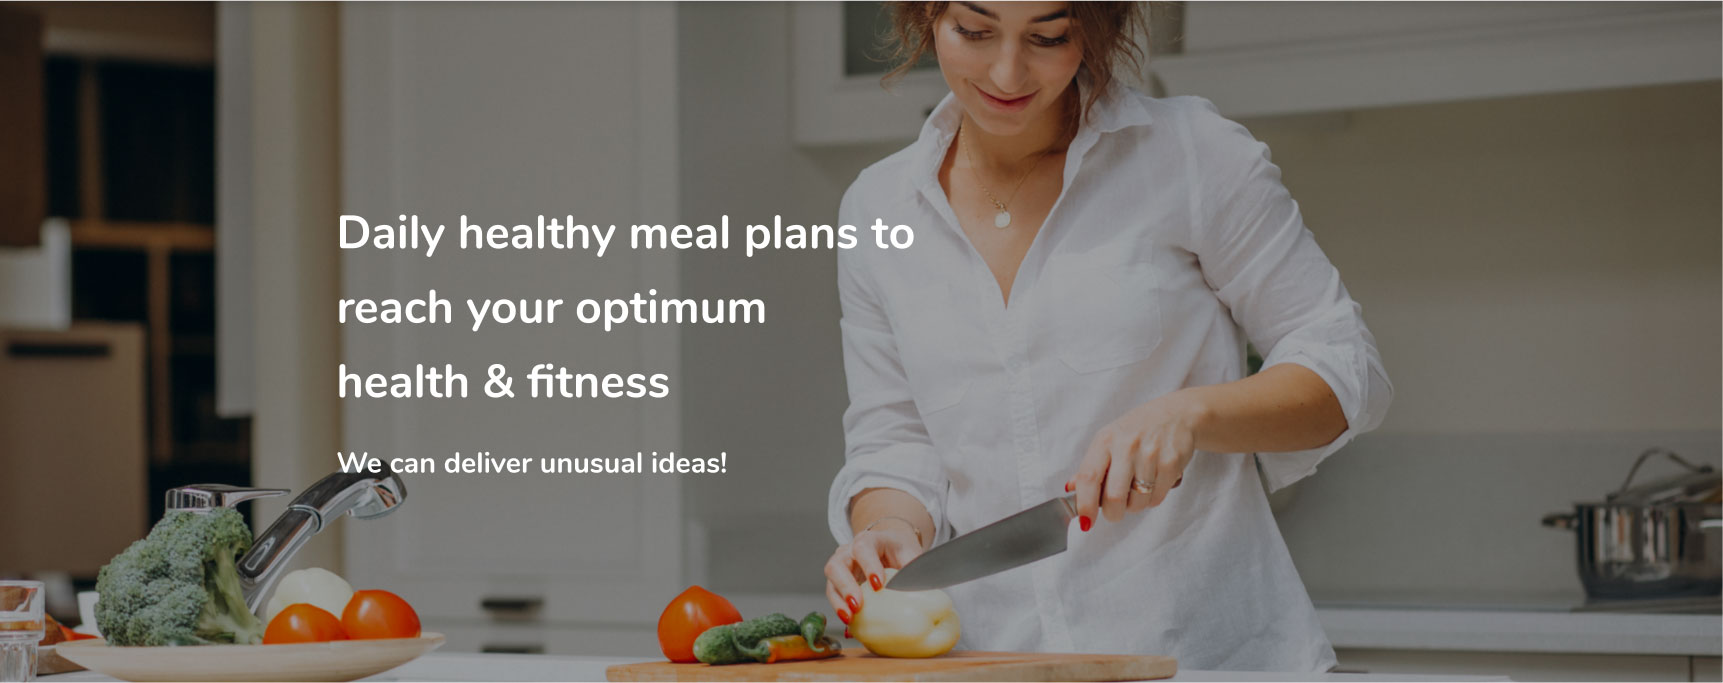 Daily healthy meal plans to
reach your optimum
health & fitness
We can deliver unusual ideas!